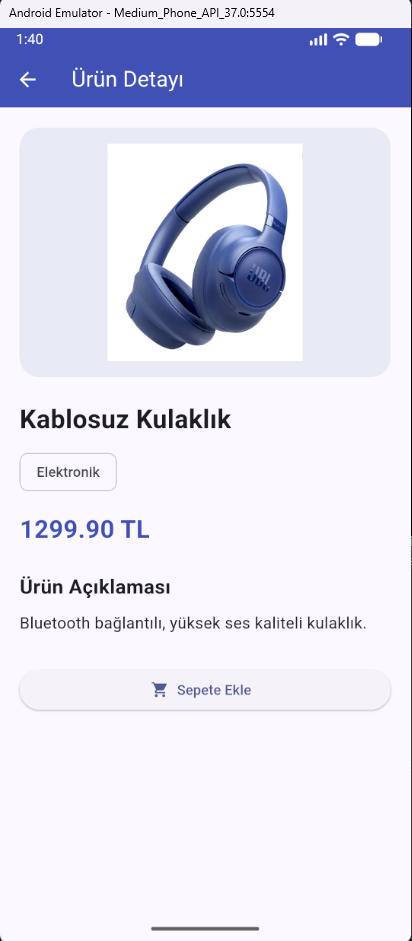 Android Emulator - Medium_Phone_API_37.0:5554
1:40
Ürün Detayı
JBL
Kablosuz Kulaklık
Elektronik
1299.90 TL
Ürün Açıklaması
Bluetooth bağlantılı, yüksek ses kaliteli kulaklık.
Sepete Ekle